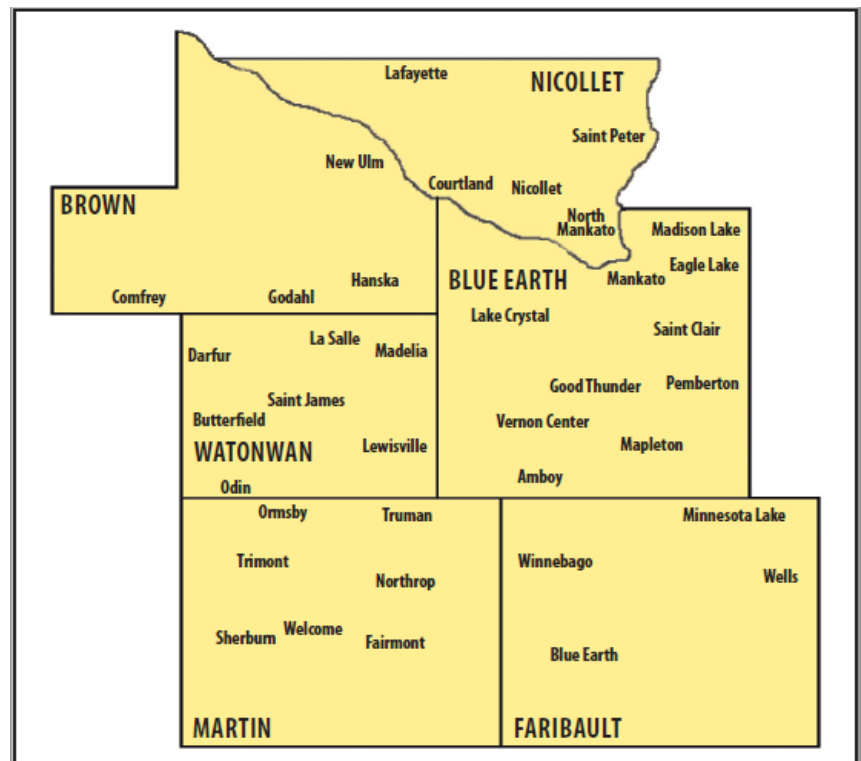 Lafayette
NICOLLET
Saint Peter
New Ulm
Courtland
Nicollet
BROWN
North
Mankato
Madison Lake
Eagle Lake
BLUE EARTH
Mankato
Hanska
Comfrey
Godahl
Lake Crystal
Saint Clair
La Salle
Madelia
Darfur
Good Thunder
Pemberton
Saint James
Butterfield
Vernon Center
WATONWAN
Lewisville
Mapleton
Amboy
Odin
Ormsby
Truman
Minnesota Lake
Trimont
Winnebago
Northrop
Wells
Sherburn
Welcome
Fairmont
Blue Earth
MARTIN
FARIBAULT